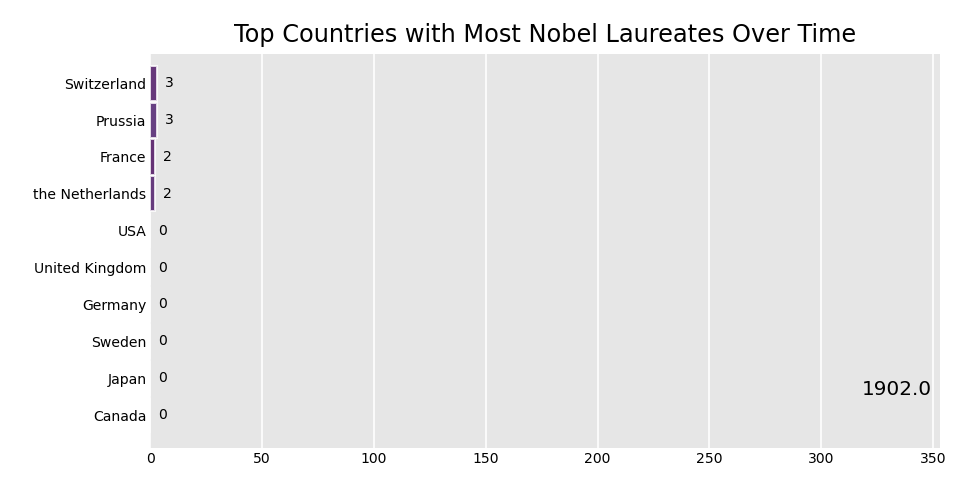 Top Countries with Most Nobel Laureates Over Time
Switzerland 3
Prussia 3
France 2
the Netherlands 2
USA 0
United Kingdom 0
Germany 0
Sweden 0
Japan 0
1902.0
Canada 0
0 50 100 150 200 250 300 350